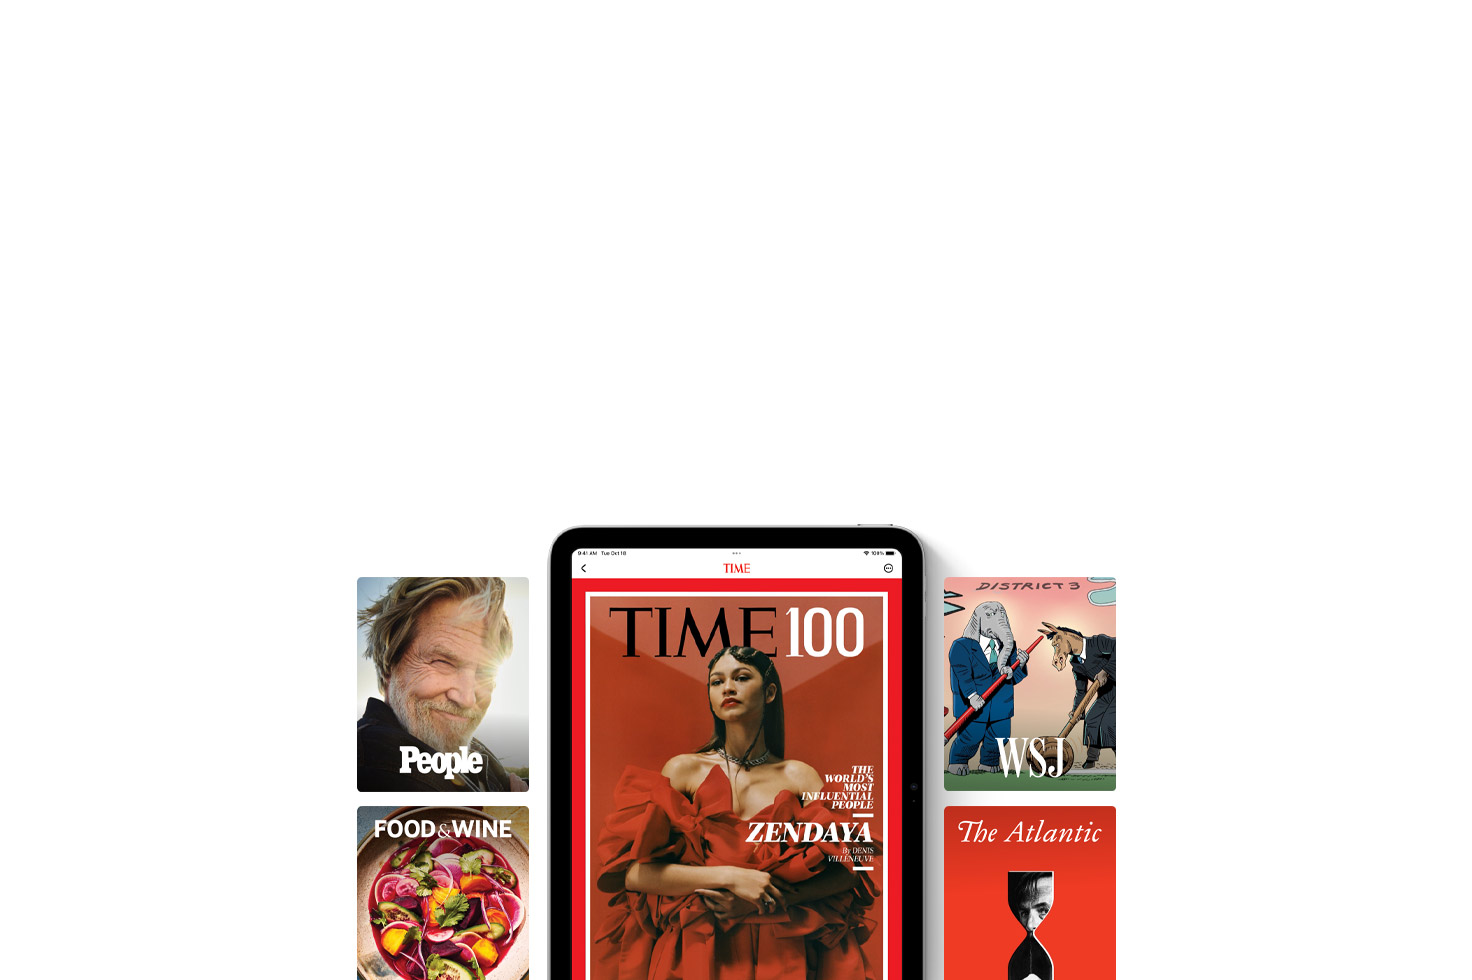 9:41 AM Tue Oct 18
100%
TIME
TIME 100
THE
WORLD'S
MOST
INFLUENTIAL
PEOPLE
ZENDAYA
By DENIS
VILLENEUVE
People
FOOD&WINE
DISTRICT 3
WSJ
The Atlantic